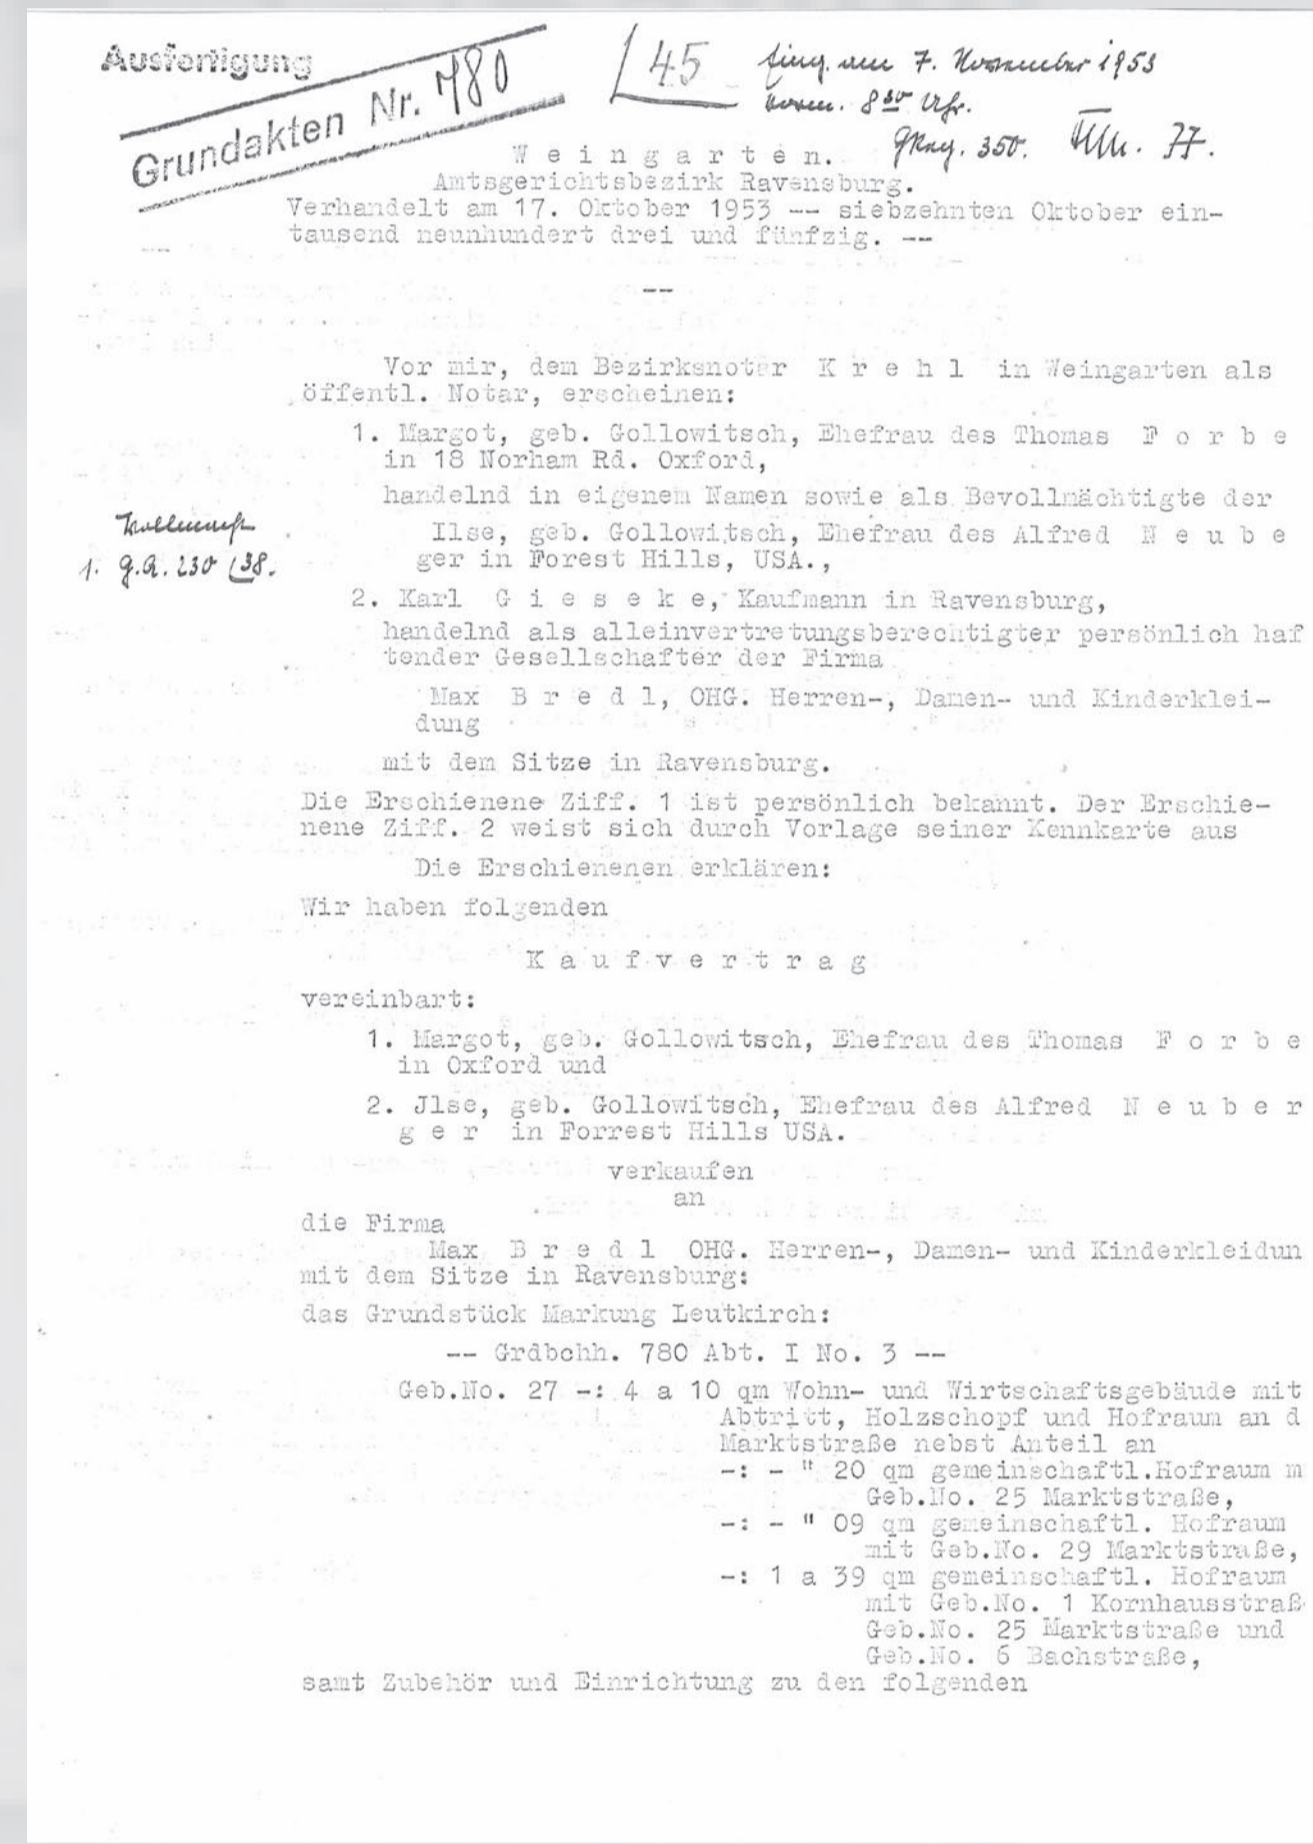 Ausfertigung
Grundakten Nr. 780
45
Eing. am 7. November 1953
vorm. 8 30 Uhr.
350.
W e i n g a r t e n.
Amtsgerichtsbezirk Ravensburg.
Verhandelt am 17. Oktober 1953 -- siebzehnten Oktober ein-
tausend neunhundert drei und fünfzig. --
--
Vor mir, dem Bezirksnotar K r e h l in Weingarten als
öffentl. Notar, erscheinen:
1. Margot, geb. Gollowitsch, Ehefrau des Thomas F o r b e
in 18 Norham Rd. Oxford,
handelnd in eigenem Namen sowie als Bevollmächtigte der
Ilse, geb. Gollowitsch, Ehefrau des Alfred N e u b e
ger in Forest Hills, USA.,
Vollmacht
1. G.A. 230/38.
2. Karl G i e s e k e, Kaufmann in Ravensburg,
handelnd als alleinvertretungsberechtigter persönlich haf
tender Gesellschafter der Firma
Max B r e d l, OHG. Herren-, Damen- und Kinderklei-
dung
mit dem Sitze in Ravensburg.
Die Erschienene Ziff. 1 ist persönlich bekannt. Der Erschie-
nene Ziff. 2 weist sich durch Vorlage seiner Kennkarte aus
Die Erschienenen erklären:
Wir haben folgenden
K a u f v e r t r a g
vereinbart:
1. Margot, geb. Gollowitsch, Ehefrau des Thomas F o r b e
in Oxford und
2. Jlse, geb. Gollowitsch, Ehefrau des Alfred N e u b e r
g e r in Forrest Hills USA.
verkaufen
an
die Firma
Max B r e d l OHG. Herren-, Damen- und Kinderkleidun
mit dem Sitze in Ravensburg:
das Grundstück Markung Leutkirch:
-- Grdbchh. 780 Abt. I No. 3 --
Geb.No. 27 -: 4 a 10 qm Wohn- und Wirtschaftsgebäude mit
Abtritt, Holzschopf und Hofraum an d
Marktstraße nebst Anteil an
-: - " 20 qm gemeinschaftl.Hofraum m
Geb.No. 25 Marktstraße,
-: - " 09 qm gemeinschaftl. Hofraum
mit Geb.No. 29 Marktstraße,
-: 1 a 39 qm gemeinschaftl. Hofraum
mit Geb.No. 1 Kornhausstraß
Geb.No. 25 Marktstraße und
Geb.No. 6 Bachstraße,
samt Zubehör und Einrichtung zu den folgenden